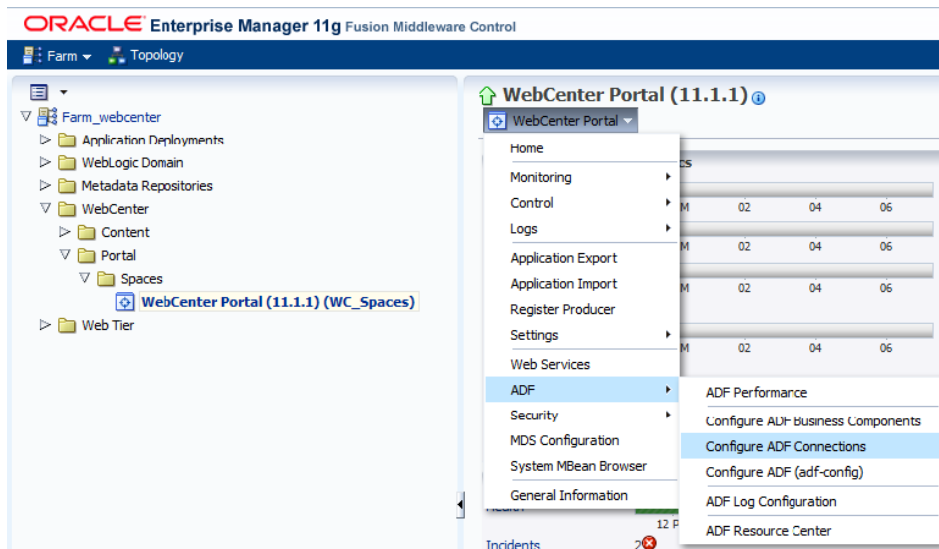 ORACLE Enterprise Manager 11g Fusion Middleware Control
Farm Topology
Farm_webcenter
Application Deployments
WebLogic Domain
Metadata Repositories
WebCenter
Content
Portal
Spaces
WebCenter Portal (11.1.1) (WC_Spaces)
Web Tier
WebCenter Portal (11.1.1)
WebCenter Portal
Home
Monitoring
Control
Logs
Application Export
Application Import
Register Producer
Settings
Web Services
ADF
Security
MDS Configuration
System MBean Browser
General Information
cs
M 02 04 06
M 02 04 06
M 02 04 06
M 02 04 06
ADF Performance
Configure ADF Business Components
Configure ADF Connections
Configure ADF (adf-config)
ADF Log Configuration
ADF Resource Center
Health
12 P
Incidents 2